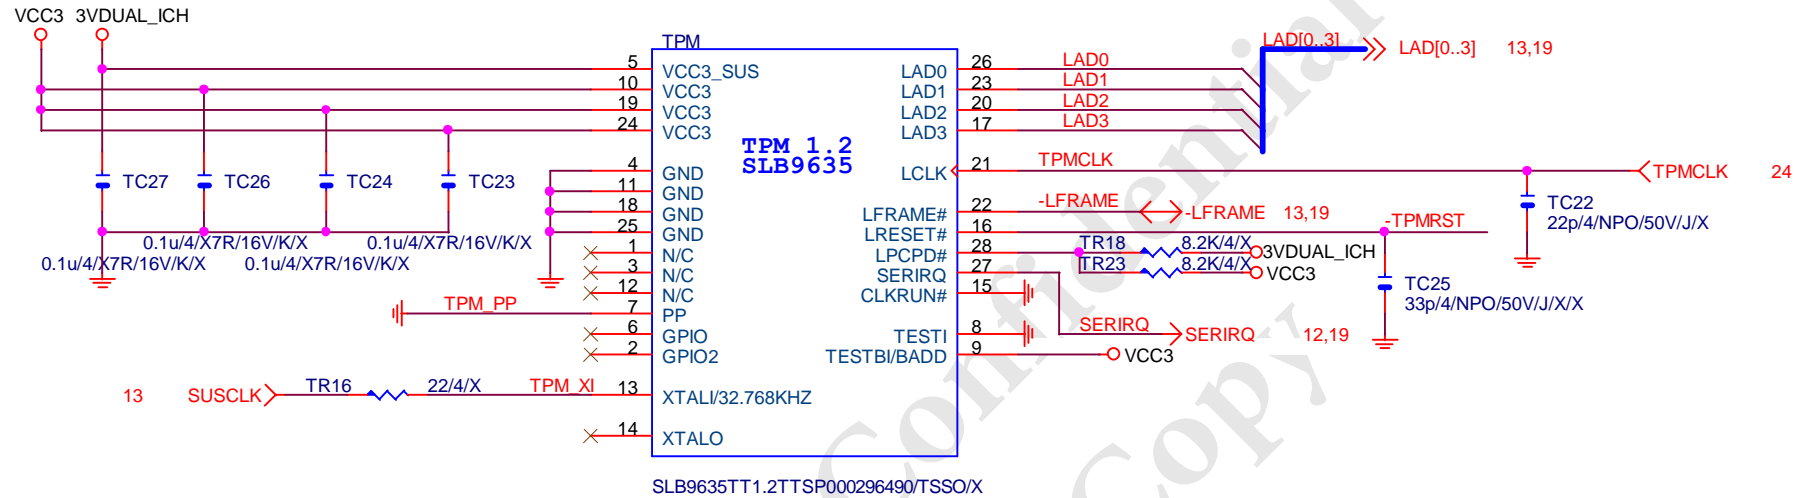 VCC3 3VDUAL_ICH
TPM
5 VCC3_SUS
10 VCC3
19 VCC3
24 VCC3
4 GND
11 GND
18 GND
25 GND
1 N/C
3 N/C
12 N/C
TPM_PP 7 PP
6 GPIO
2 GPIO2
13 SUSCLK TR16 22/4/X TPM_XI 13 XTALI/32.768KHZ
14 XTALO
TC27 TC26 TC24 TC23
0.1u/4/X7R/16V/K/X 0.1u/4/X7R/16V/K/X
0.1u/4/X7R/16V/K/X 0.1u/4/X7R/16V/K/X
TPM 1.2
SLB9635
LAD0 26 LAD0
LAD1 23 LAD1
LAD2 20 LAD2
LAD3 17 LAD3
LAD[0..3] LAD[0..3] 13,19
LCLK 21 TPMCLK TPMCLK 24
LFRAME# 22 -LFRAME -LFRAME 13,19
LRESET# 16 -TPMRST
LPCPD# 28 TR18 8.2K/4/X 3VDUAL_ICH
TR23 8.2K/4/X VCC3
SERIRQ 27 SERIRQ SERIRQ 12,19
CLKRUN# 15
TESTI 8
TESTBI/BADD 9 VCC3
TC22
22p/4/NPO/50V/J/X
TC25
33p/4/NPO/50V/J/X/X
SLB9635TT1.2TTSP000296490/TSSO/X
Confidential
Copy